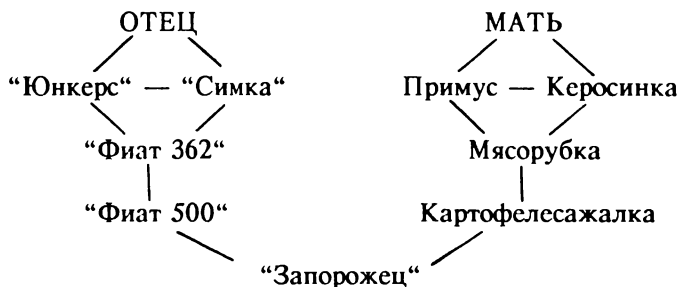 ОТЕЦ МАТЬ
“Юнкерс“ — “Симка“ Примус — Керосинка
“Фиат 362“ Мясорубка
“Фиат 500“ Картофелесажалка
“Запорожец“